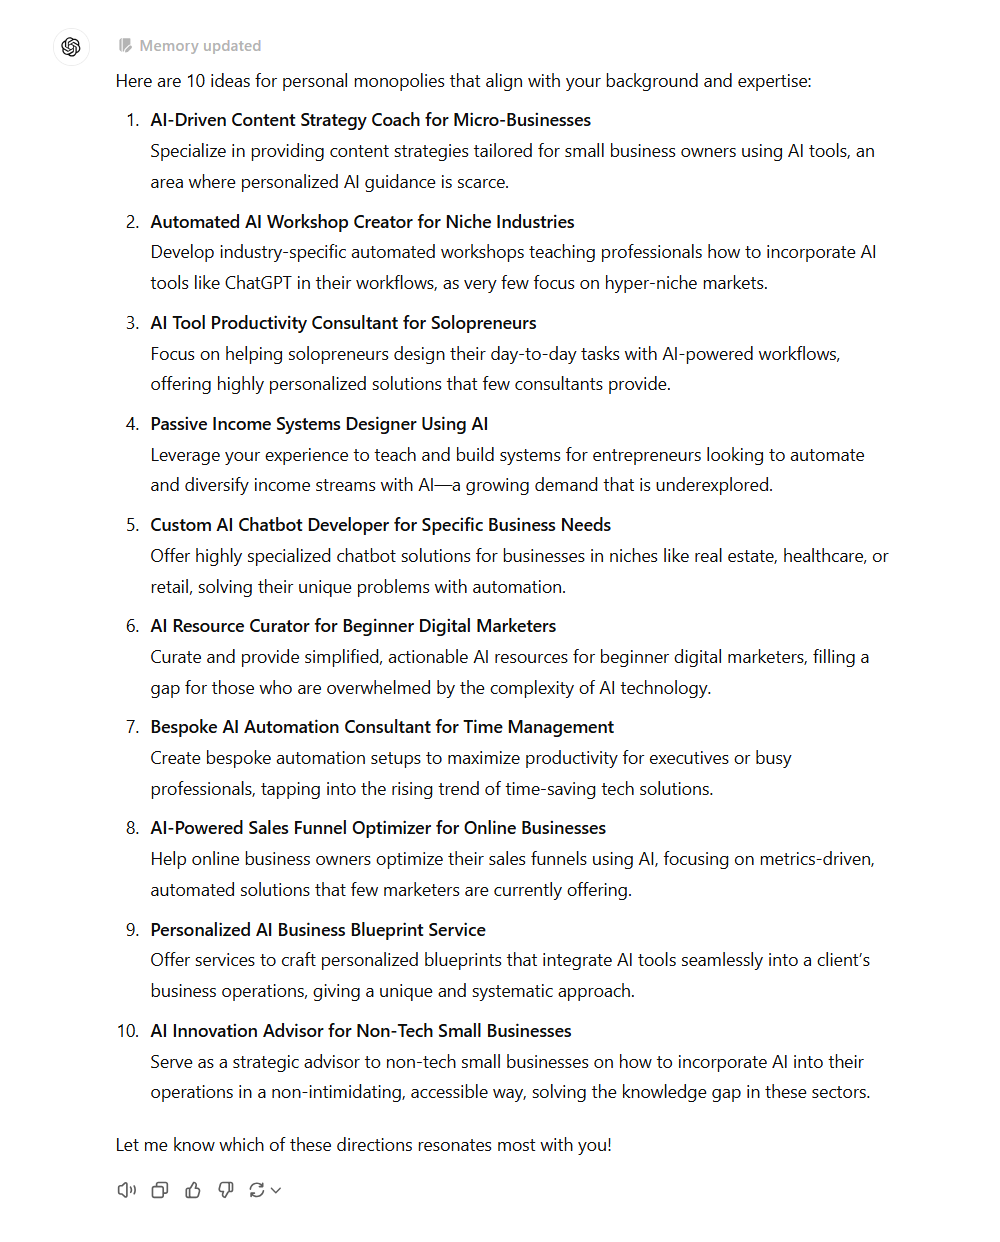 Memory updated
Here are 10 ideas for personal monopolies that align with your background and expertise:
1. AI-Driven Content Strategy Coach for Micro-Businesses
Specialize in providing content strategies tailored for small business owners using AI tools, an
area where personalized AI guidance is scarce.
2. Automated AI Workshop Creator for Niche Industries
Develop industry-specific automated workshops teaching professionals how to incorporate AI
tools like ChatGPT in their workflows, as very few focus on hyper-niche markets.
3. AI Tool Productivity Consultant for Solopreneurs
Focus on helping solopreneurs design their day-to-day tasks with AI-powered workflows,
offering highly personalized solutions that few consultants provide.
4. Passive Income Systems Designer Using AI
Leverage your experience to teach and build systems for entrepreneurs looking to automate
and diversify income streams with AI—a growing demand that is underexplored.
5. Custom AI Chatbot Developer for Specific Business Needs
Offer highly specialized chatbot solutions for businesses in niches like real estate, healthcare, or
retail, solving their unique problems with automation.
6. AI Resource Curator for Beginner Digital Marketers
Curate and provide simplified, actionable AI resources for beginner digital marketers, filling a
gap for those who are overwhelmed by the complexity of AI technology.
7. Bespoke AI Automation Consultant for Time Management
Create bespoke automation setups to maximize productivity for executives or busy
professionals, tapping into the rising trend of time-saving tech solutions.
8. AI-Powered Sales Funnel Optimizer for Online Businesses
Help online business owners optimize their sales funnels using AI, focusing on metrics-driven,
automated solutions that few marketers are currently offering.
9. Personalized AI Business Blueprint Service
Offer services to craft personalized blueprints that integrate AI tools seamlessly into a client’s
business operations, giving a unique and systematic approach.
10. AI Innovation Advisor for Non-Tech Small Businesses
Serve as a strategic advisor to non-tech small businesses on how to incorporate AI into their
operations in a non-intimidating, accessible way, solving the knowledge gap in these sectors.
Let me know which of these directions resonates most with you!